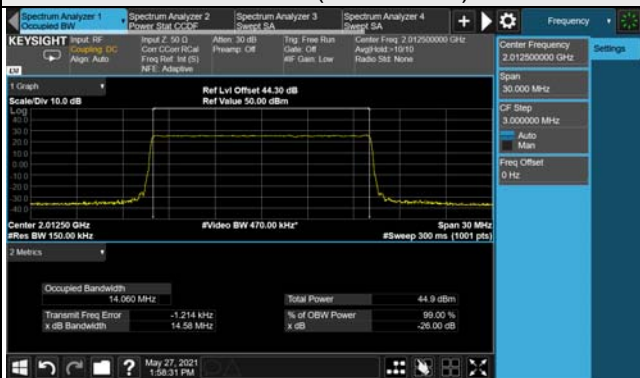 Spectrum Analyzer 1
Occupied BW
Spectrum Analyzer 2
Power Stat CCDF
Spectrum Analyzer 3
Swept SA
Spectrum Analyzer 4
Swept SA
Frequency
KEYSIGHT
Input: RF
Coupling: DC
Align: Auto
Input Z: 50 Ω
Corr CCorr RCal
Freq Ref: Int (S)
NFE: Adaptive
Atten: 30 dB
Preamp: Off
Trig: Free Run
Gate: Off
#IF Gain: Low
Center Freq: 2.012500000 GHz
Avg|Hold:>10/10
Radio Std: None
Center Frequency
2.012500000 GHz
Settings
Span
30.000 MHz
CF Step
3.000000 MHz
Auto
Man
Freq Offset
0 Hz
1 Graph
Scale/Div 10.0 dB
Ref Lvl Offset 44.30 dB
Ref Value 50.00 dBm
Log
40.0
30.0
20.0
10.0
0.00
-10.0
-20.0
-30.0
-40.0
Center 2.01250 GHz
#Res BW 150.00 kHz
#Video BW 470.00 kHz*
Span 30 MHz
#Sweep 300 ms (1001 pts)
2 Metrics
Occupied Bandwidth
14.060 MHz
Total Power 44.9 dBm
Transmit Freq Error -1.214 kHz
% of OBW Power 99.00 %
x dB Bandwidth 14.58 MHz
x dB -26.00 dB
May 27, 2021
1:58:31 PM